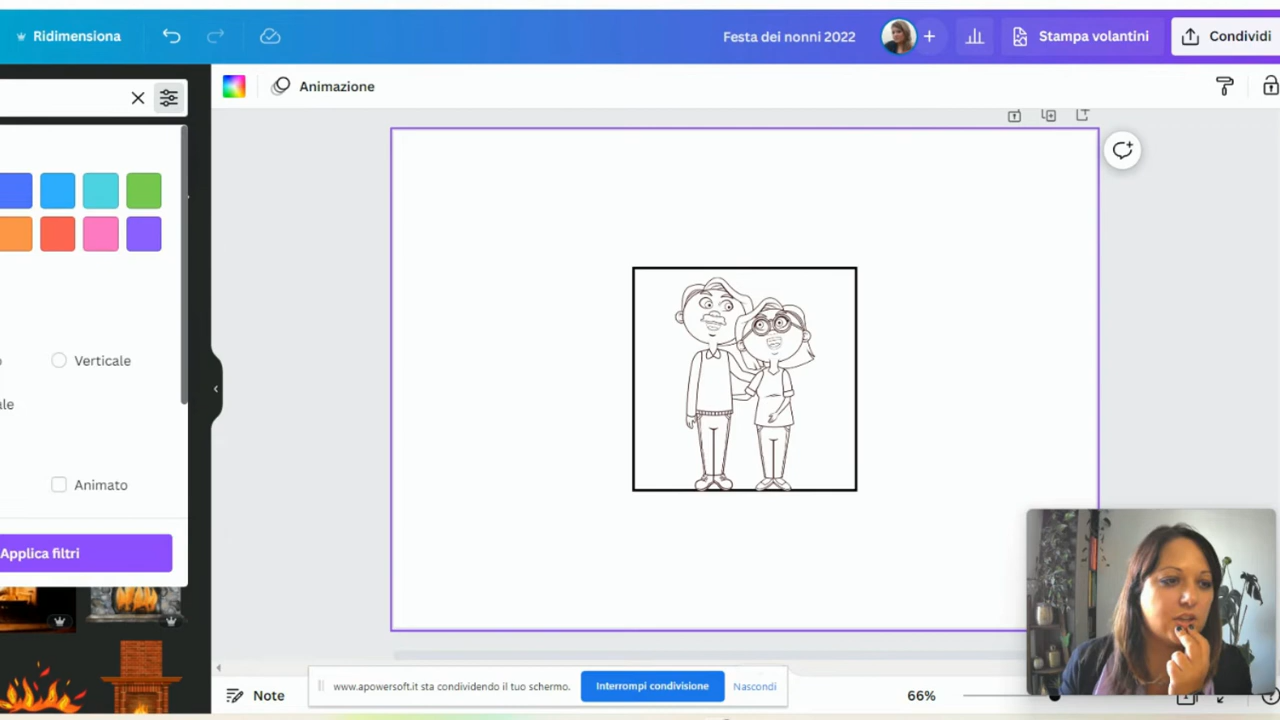 Ridimensiona
Festa dei nonni 2022
Stampa volantini
Condividi
Animazione
Verticale
Animato
Applica filtri
www.apowersoft.it sta condividendo il tuo schermo.
Interrompi condivisione
Nascondi
Note
66%